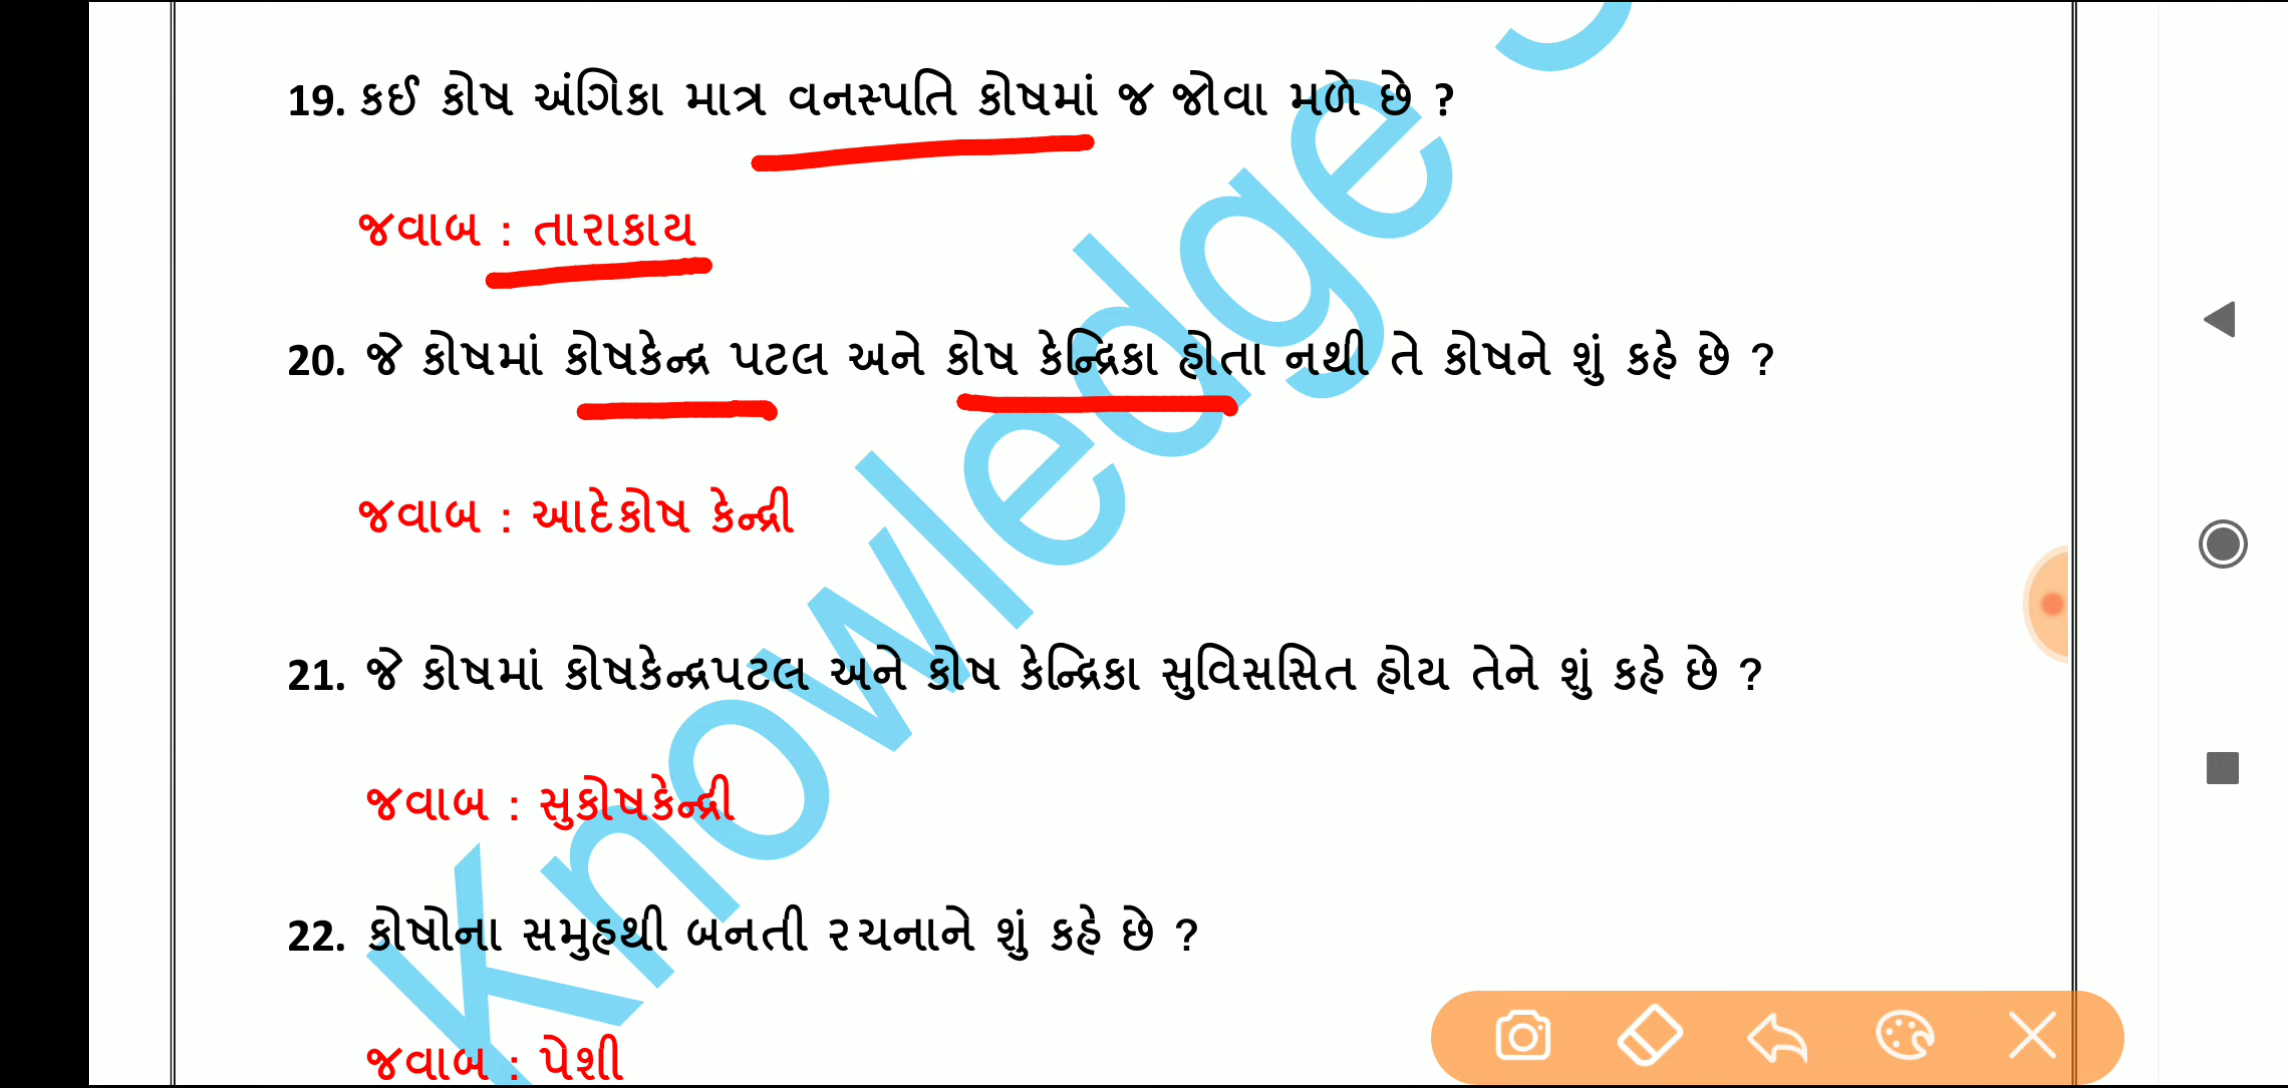 19. કઈ કોષ અંગિકા માત્ર વનસ્પતિ કોષમાં જ જોવા મળે છે ?
જવાબ : તારાકાય
20. જે કોષમાં કોષકેન્દ્ર પટલ અને કોષ કેન્દ્રિકા હોતા નથી તે કોષને શું કહે છે ?
જવાબ : આદેકોષ કેન્દ્રી
21. જે કોષમાં કોષકેન્દ્રપટલ અને કોષ કેન્દ્રિકા સુવિસસિત હોય તેને શું કહે છે ?
જવાબ : સુકોષકેન્દ્રી
22. કોષોના સમુહથી બનતી રચનાને શું કહે છે ?
જવાબ : પેશી
Knowledge